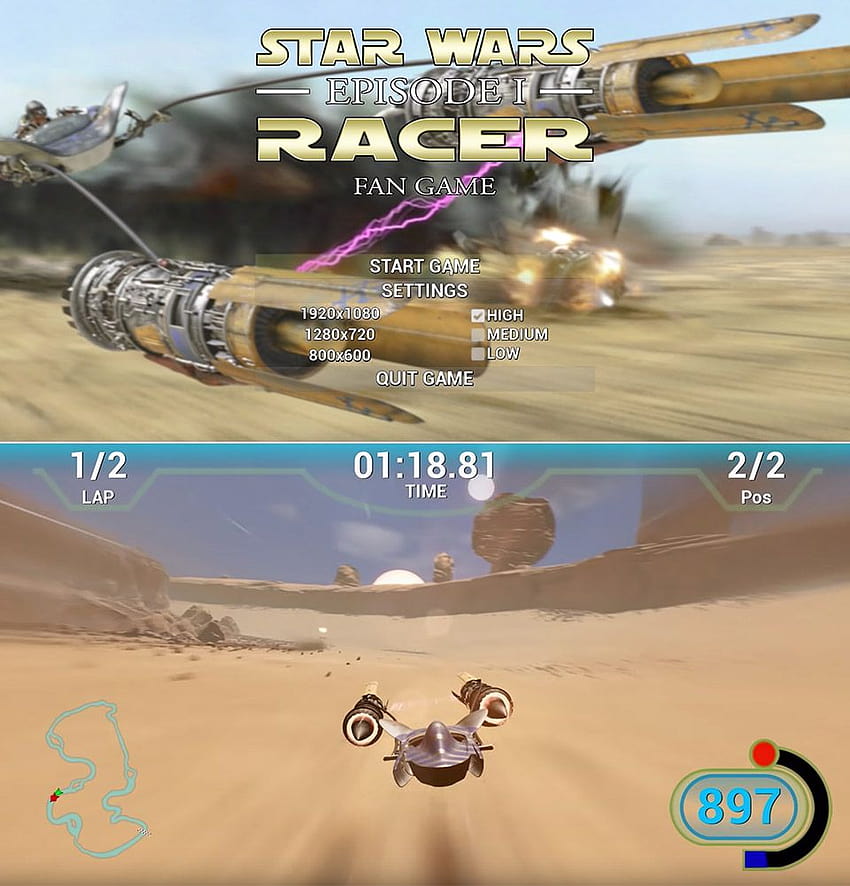 STAR WARS
EPISODE I
RACER
FAN GAME
START GAME
SETTINGS
1920x1080 HIGH
1280x720 MEDIUM
800x600 LOW
QUIT GAME
1/2 01:18.81 2/2
LAP TIME Pos
897